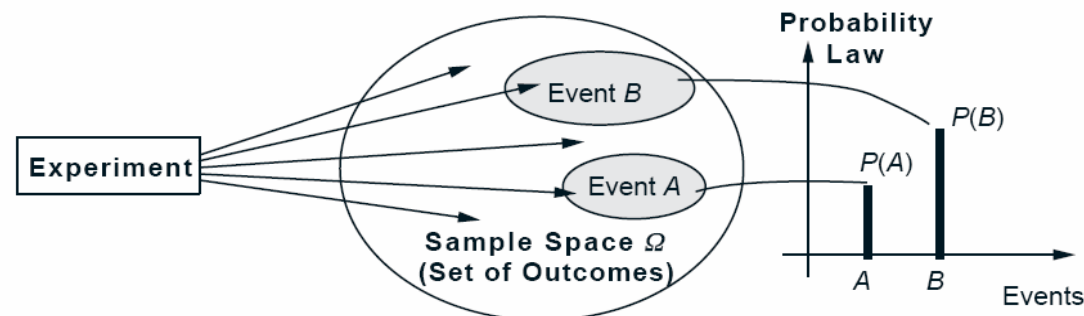 Probability
Law
Event B
P(B)
Experiment
P(A)
Event A
Sample Space Ω
(Set of Outcomes)
A
B
Events